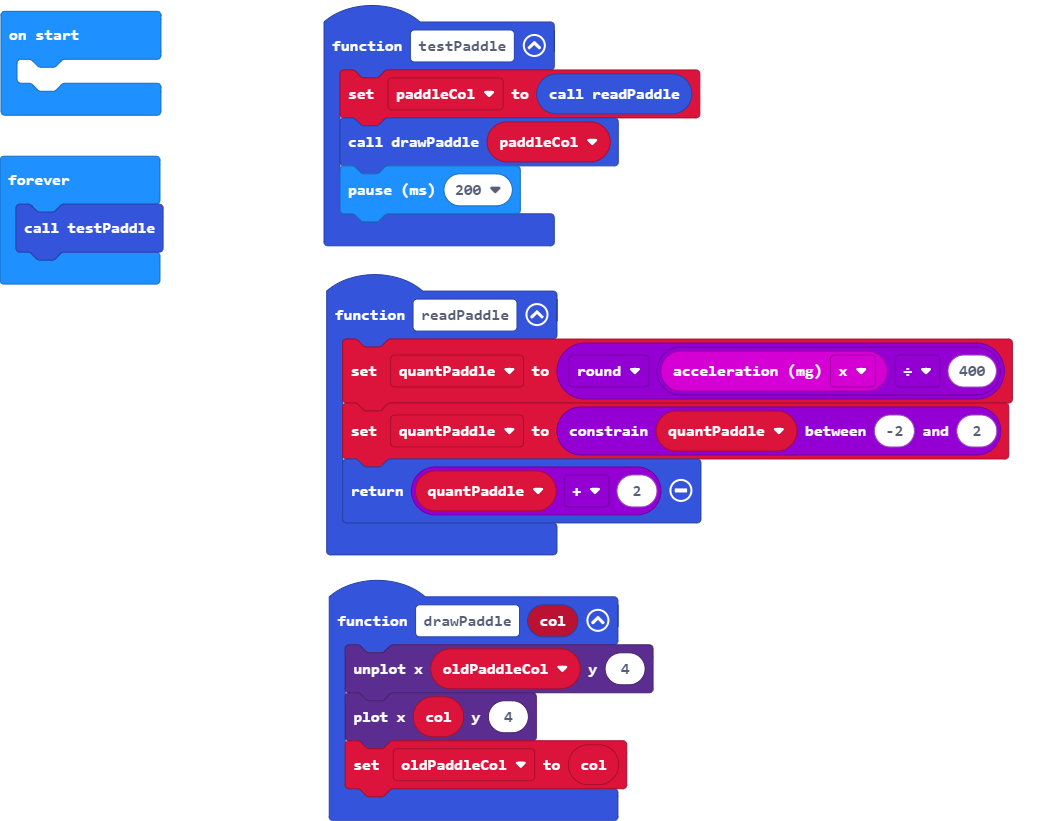 on start
forever
call testPaddle
function testPaddle
set paddleCol to call readPaddle
call drawPaddle paddleCol
pause (ms) 200
function readPaddle
set quantPaddle to round acceleration (mg) x ÷ 400
set quantPaddle to constrain quantPaddle between -2 and 2
return quantPaddle + 2
function drawPaddle col
unplot x oldPaddleCol y 4
plot x col y 4
set oldPaddleCol to col